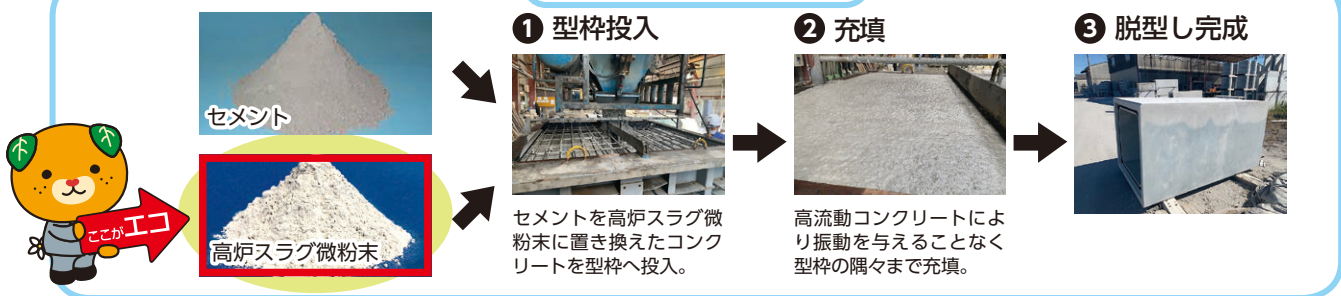 セメント
ここがエコ
高炉スラグ微粉末
❶ 型枠投入
セメントを高炉スラグ微
粉末に置き換えたコンク
リートを型枠へ投入。
❷ 充填
高流動コンクリートによ
り振動を与えることなく
型枠の隅々まで充填。
❸ 脱型し完成